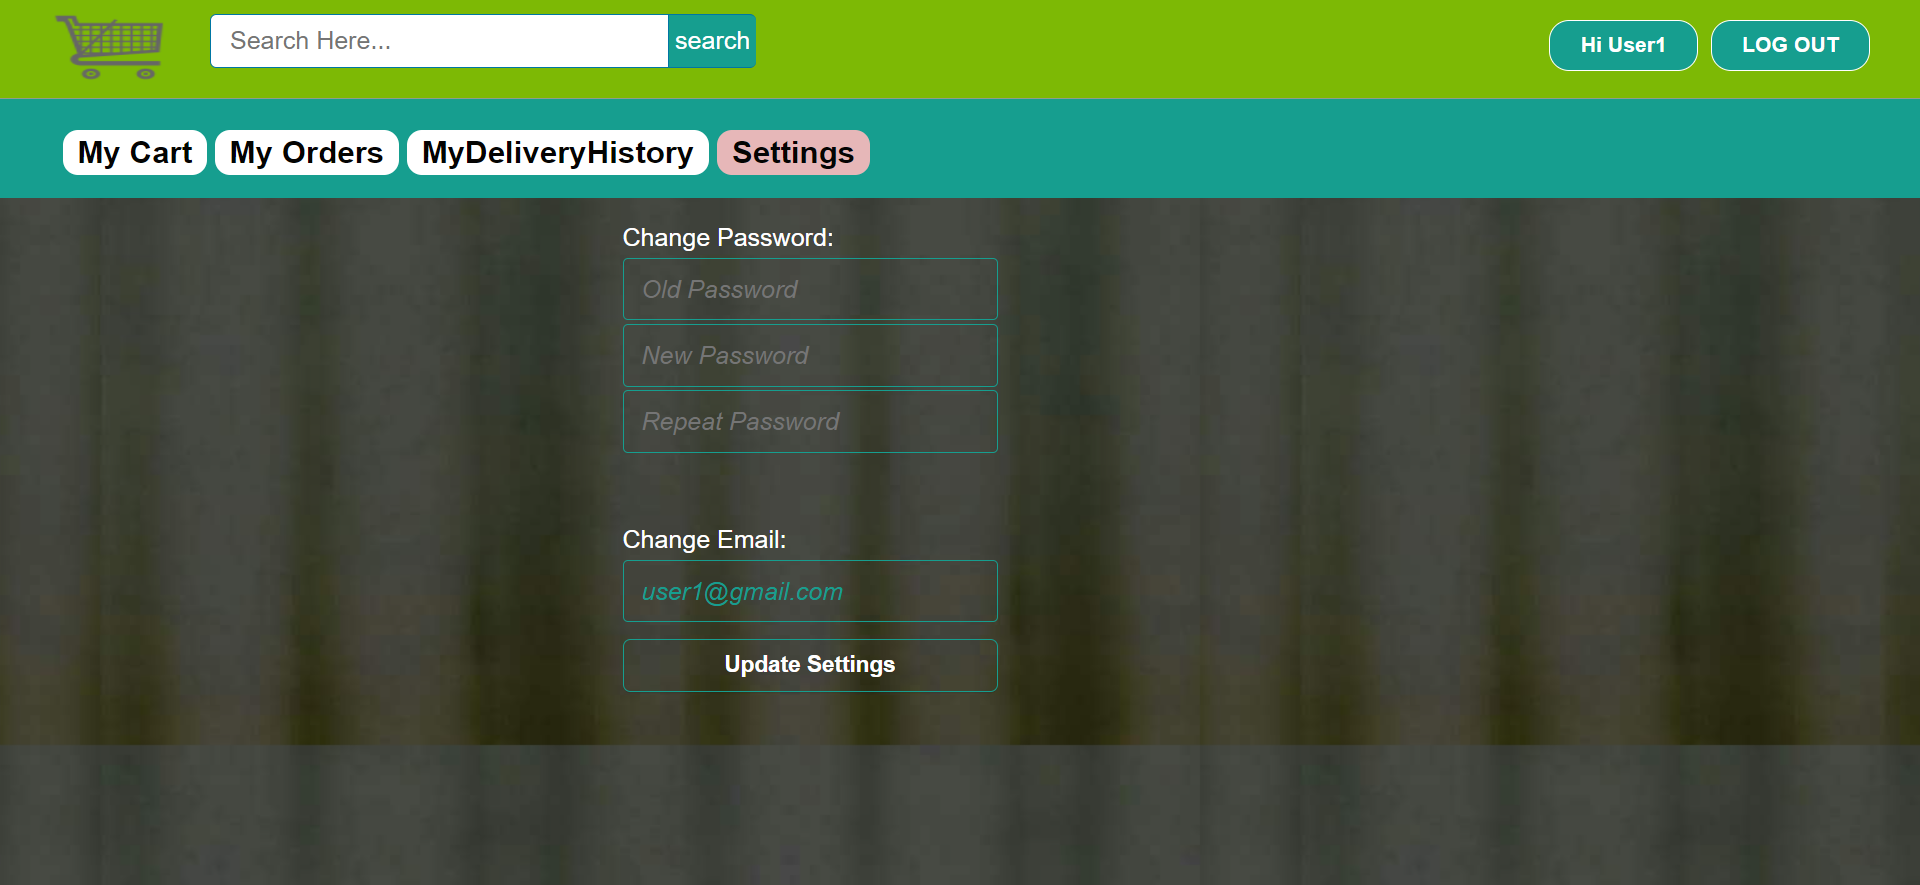 Search Here...
search
Hi User1
LOG OUT
My Cart
My Orders
MyDeliveryHistory
Settings
Change Password:
Old Password
New Password
Repeat Password
Change Email:
user1@gmail.com
Update Settings